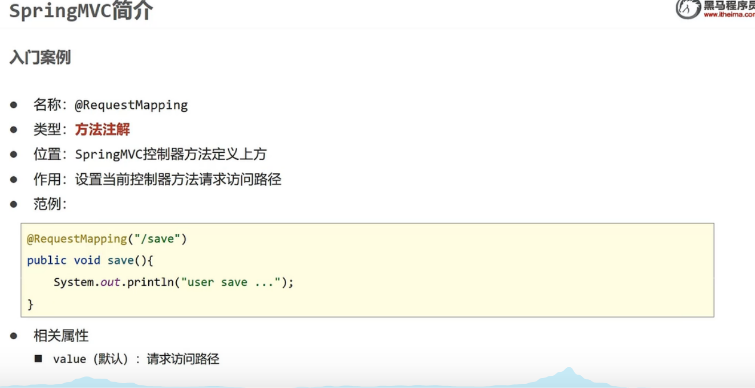 SpringMVC简介
黑马程序员
www.itheima.com
入门案例
● 名称：@RequestMapping
● 类型：方法注解
● 位置：SpringMVC控制器方法定义上方
● 作用：设置当前控制器方法请求访问路径
● 范例：
@RequestMapping("/save")
public void save(){
    System.out.println("user save ...");
}
● 相关属性
■ value（默认）：请求访问路径